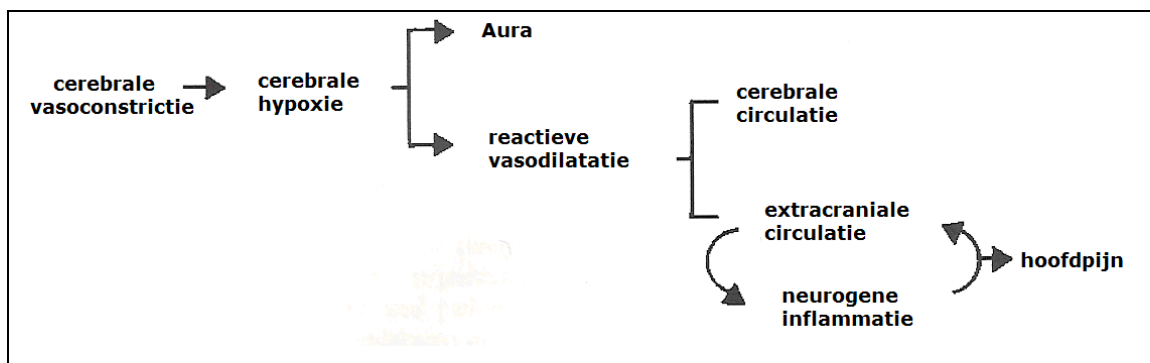 Aura
cerebrale
vasoconstrictie
cerebrale
hypoxie
reactieve
vasodilatatie
cerebrale
circulatie
extracraniale
circulatie
neurogene
inflammatie
hoofdpijn